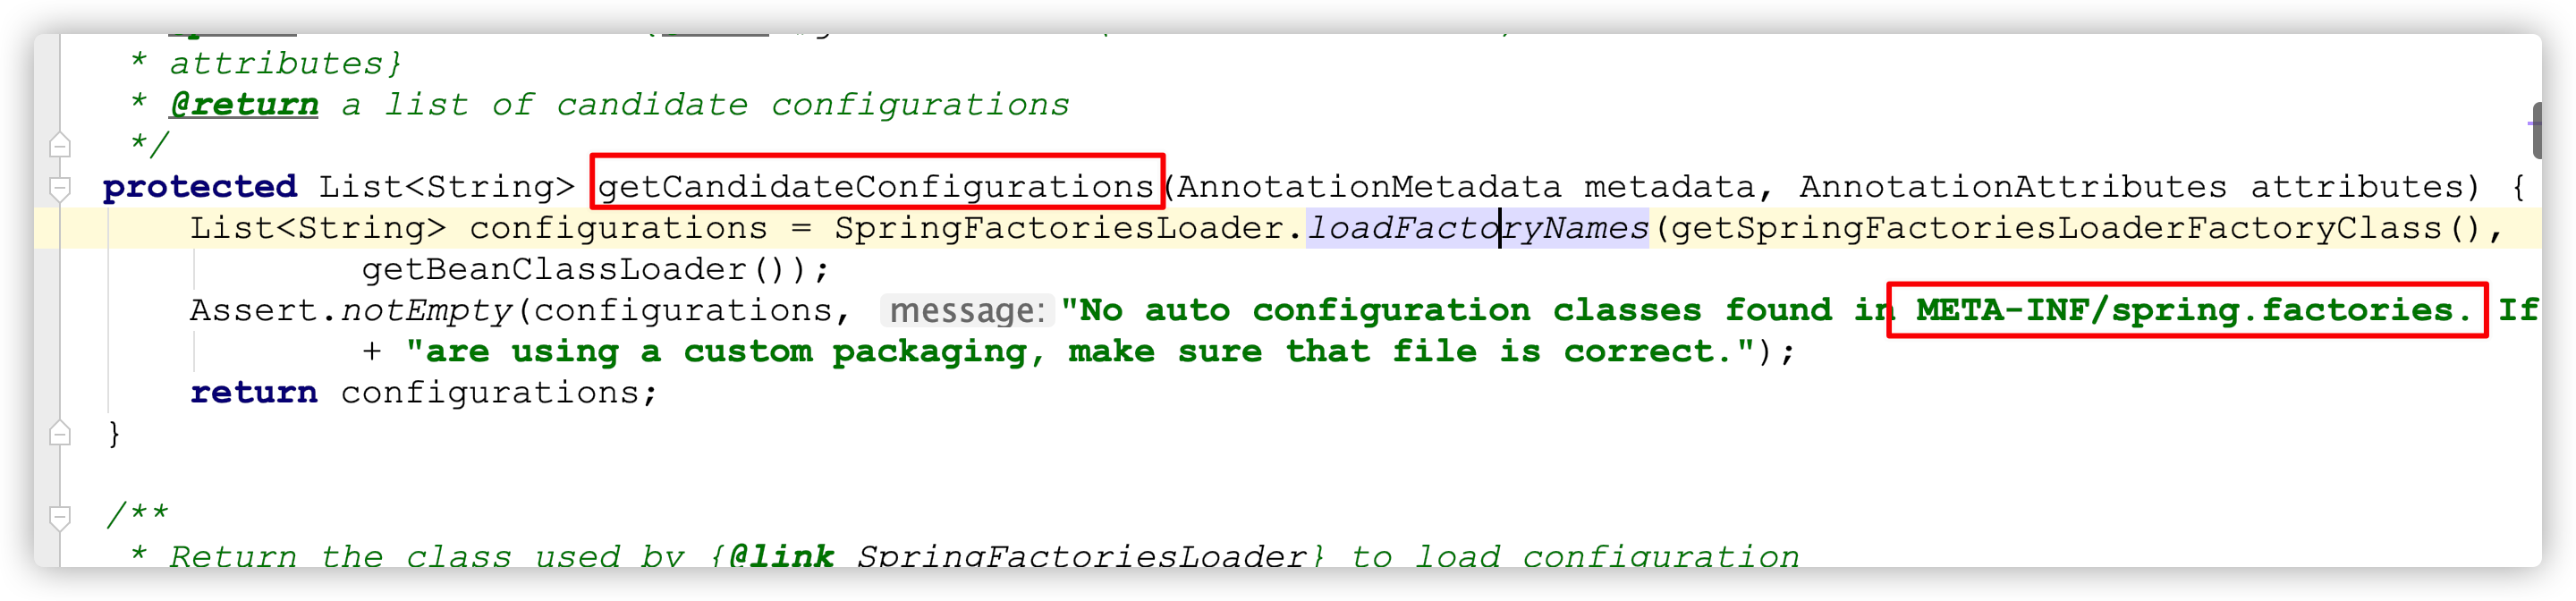 * attributes}
* @return a list of candidate configurations
*/
protected List<String> getCandidateConfigurations(AnnotationMetadata metadata, AnnotationAttributes attributes) {
List<String> configurations = SpringFactoriesLoader.loadFactoryNames(getSpringFactoriesLoaderFactoryClass(),
getBeanClassLoader());
Assert.notEmpty(configurations, message: "No auto configuration classes found in META-INF/spring.factories. If
+ "are using a custom packaging, make sure that file is correct.");
return configurations;
}
/**
* Return the class used by {@link SpringFactoriesLoader} to load configuration